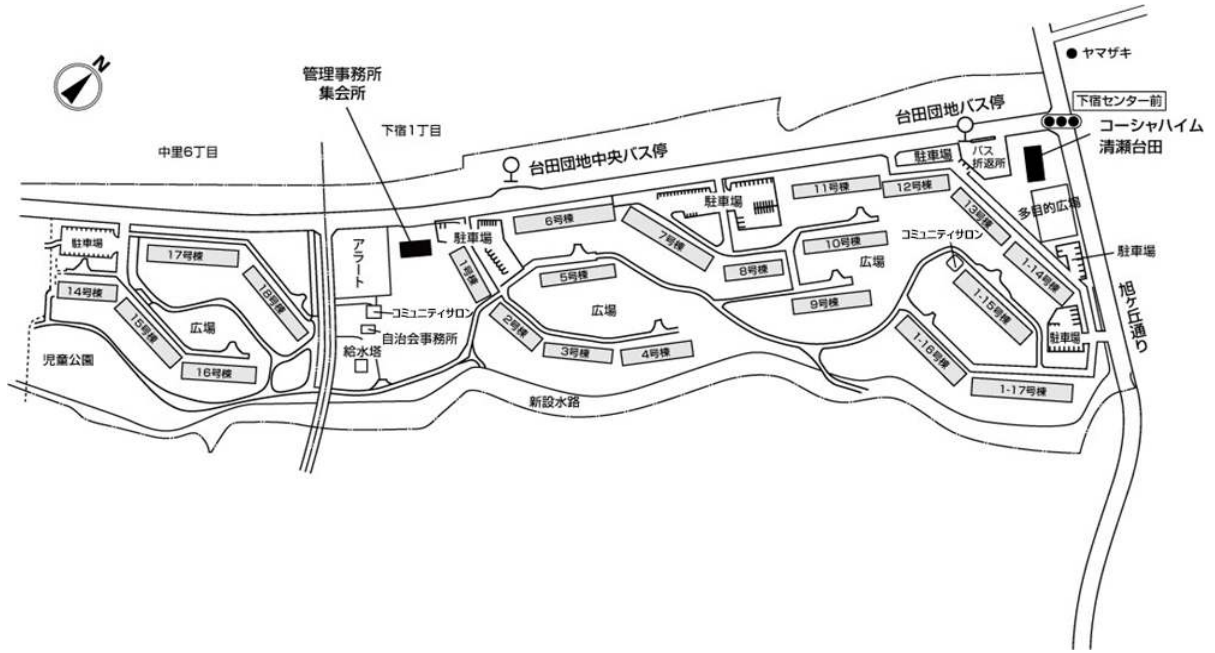 N
管理事務所
集会所
下宿1丁目
中里6丁目
台田団地中央バス停
台田団地バス停
ヤマザキ
下宿センター前
コーシャハイム
清瀬台田
バス
折返所
駐車場
多目的広場
駐車場
旭ケ丘通り
11号棟
12号棟
13号棟
1-14号棟
コミュニティサロン
1-15号棟
駐車場
1-16号棟
1-17号棟
駐車場
6号棟
7号棟
8号棟
10号棟
広場
9号棟
駐車場
1号棟
5号棟
広場
2号棟
3号棟
4号棟
アラート
コミュニティサロン
自治会事務所
給水塔
新設水路
駐車場
17号棟
18号棟
14号棟
15号棟
広場
16号棟
児童公園